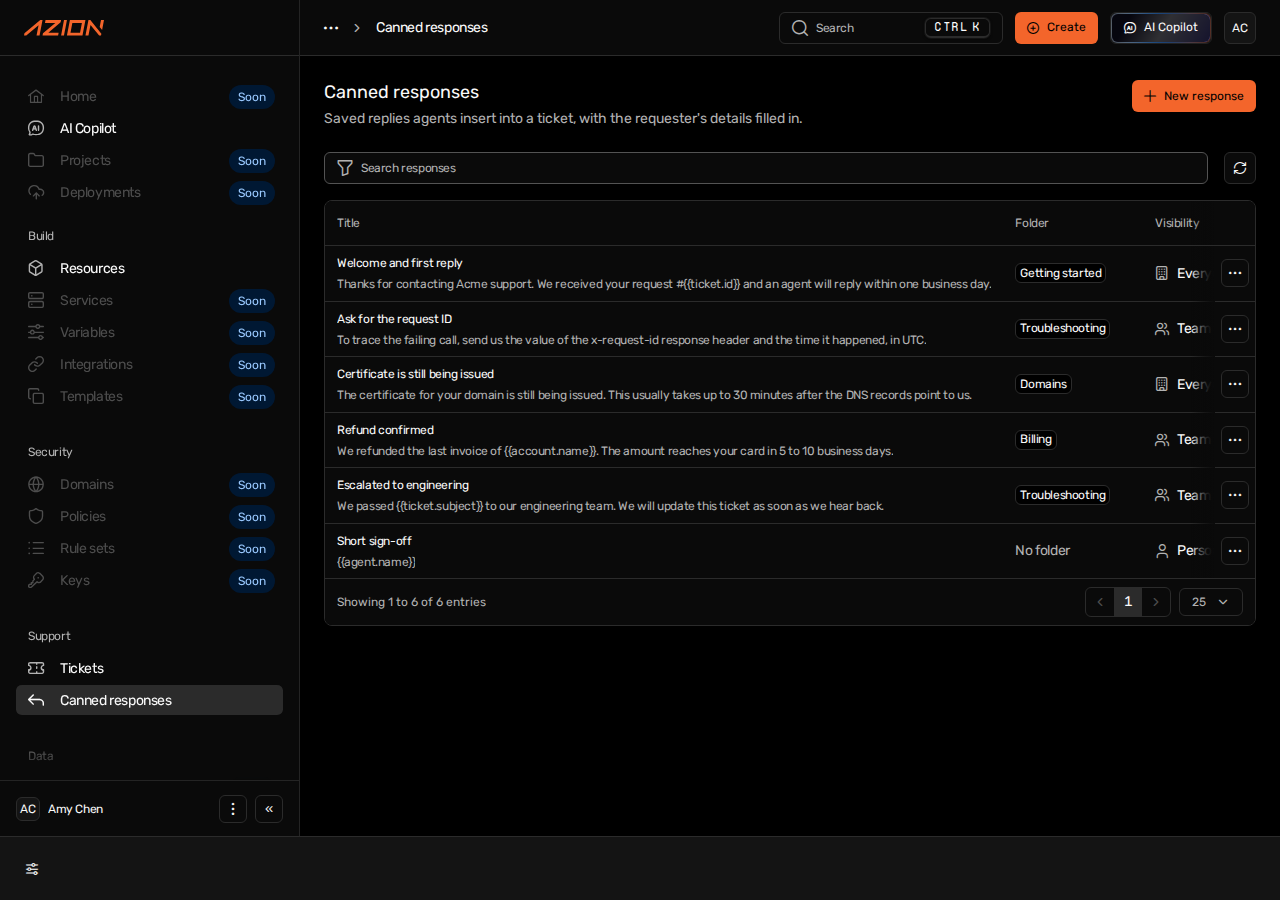 AZION
Canned responses
Search
CTRL K
Create
AI Copilot
AC
Home
Soon
AI Copilot
Projects
Soon
Deployments
Soon
Build
Resources
Services
Soon
Variables
Soon
Integrations
Soon
Templates
Soon
Security
Domains
Soon
Policies
Soon
Rule sets
Soon
Keys
Soon
Support
Tickets
Canned responses
Data
AC
Amy Chen
Canned responses
Saved replies agents insert into a ticket, with the requester's details filled in.
New response
Search responses
Title
Folder
Visibility
Welcome and first reply
Thanks for contacting Acme support. We received your request #{{ticket.id}} and an agent will reply within one business day.
Getting started
Every
Ask for the request ID
To trace the failing call, send us the value of the x-request-id response header and the time it happened, in UTC.
Troubleshooting
Team
Certificate is still being issued
The certificate for your domain is still being issued. This usually takes up to 30 minutes after the DNS records point to us.
Domains
Every
Refund confirmed
We refunded the last invoice of {{account.name}}. The amount reaches your card in 5 to 10 business days.
Billing
Team
Escalated to engineering
We passed {{ticket.subject}} to our engineering team. We will update this ticket as soon as we hear back.
Troubleshooting
Team
Short sign-off
{{agent.name}}
No folder
Perso
Showing 1 to 6 of 6 entries
1
25